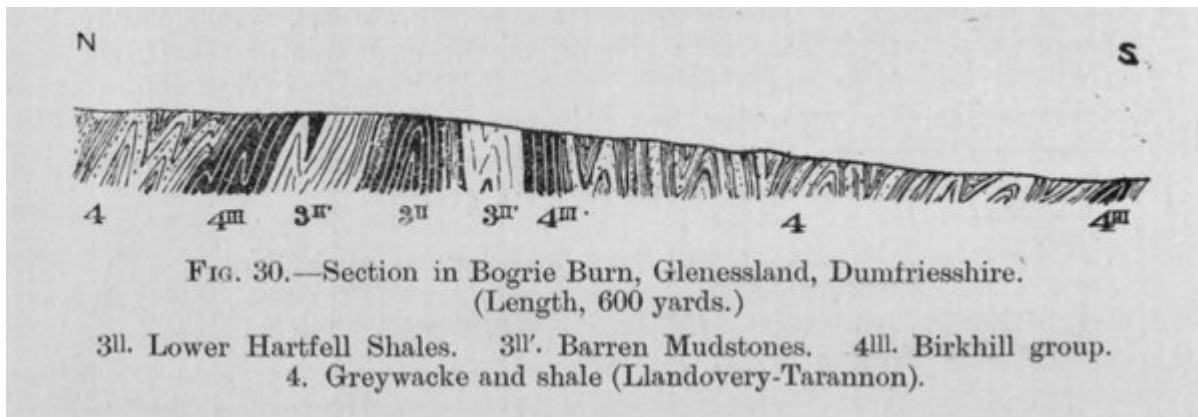 N S
4 4ᴵᴵᴵ 3ᴵᴵ′ 3ᴵᴵ 3ᴵᴵ′ 4ᴵᴵᴵ· 4 4ᴵᴵᴵ
FIG. 30.—Section in Bogrie Burn, Glenessland, Dumfriesshire.
(Length, 600 yards.)
3ᴵᴵ. Lower Hartfell Shales. 3ᴵᴵ′. Barren Mudstones. 4ᴵᴵᴵ. Birkhill group.
4. Greywacke and shale (Llandovery-Tarannon).